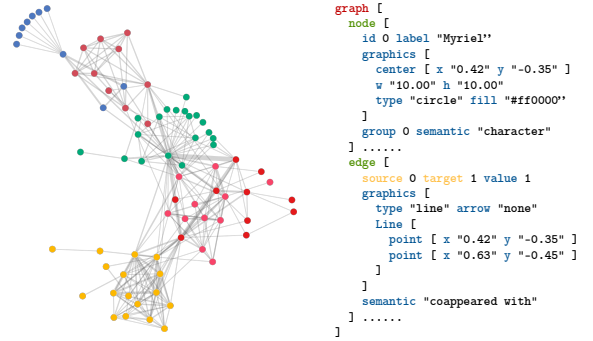 graph [
node [
id 0 label "Myriel”
graphics [
center [ x "0.42" y "-0.35" ]
w "10.00" h "10.00"
type "circle" fill "#ff0000”
]
group 0 semantic "character"
] ......
edge [
source 0 target 1 value 1
graphics [
type "line" arrow "none"
Line [
point [ x "0.42" y "-0.35" ]
point [ x "0.63" y "-0.45" ]
]
]
semantic "coappeared with"
] ......
]